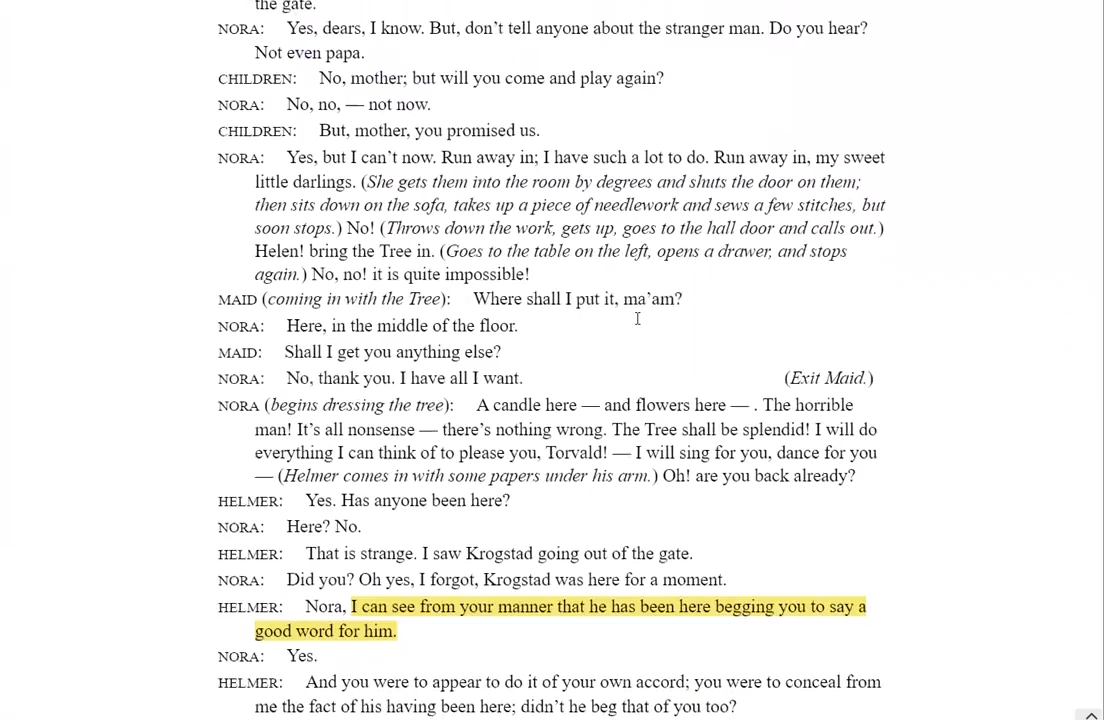 the gate.
NORA: Yes, dears, I know. But, don’t tell anyone about the stranger man. Do you hear?
Not even papa.
CHILDREN: No, mother; but will you come and play again?
NORA: No, no, — not now.
CHILDREN: But, mother, you promised us.
NORA: Yes, but I can’t now. Run away in; I have such a lot to do. Run away in, my sweet
little darlings. (She gets them into the room by degrees and shuts the door on them;
then sits down on the sofa, takes up a piece of needlework and sews a few stitches, but
soon stops.) No! (Throws down the work, gets up, goes to the hall door and calls out.)
Helen! bring the Tree in. (Goes to the table on the left, opens a drawer, and stops
again.) No, no! it is quite impossible!
MAID (coming in with the Tree): Where shall I put it, ma’am?
NORA: Here, in the middle of the floor.
MAID: Shall I get you anything else?
NORA: No, thank you. I have all I want. (Exit Maid.)
NORA (begins dressing the tree): A candle here — and flowers here — . The horrible
man! It’s all nonsense — there’s nothing wrong. The Tree shall be splendid! I will do
everything I can think of to please you, Torvald! — I will sing for you, dance for you
— (Helmer comes in with some papers under his arm.) Oh! are you back already?
HELMER: Yes. Has anyone been here?
NORA: Here? No.
HELMER: That is strange. I saw Krogstad going out of the gate.
NORA: Did you? Oh yes, I forgot, Krogstad was here for a moment.
HELMER: Nora, I can see from your manner that he has been here begging you to say a
good word for him.
NORA: Yes.
HELMER: And you were to appear to do it of your own accord; you were to conceal from
me the fact of his having been here; didn’t he beg that of you too?